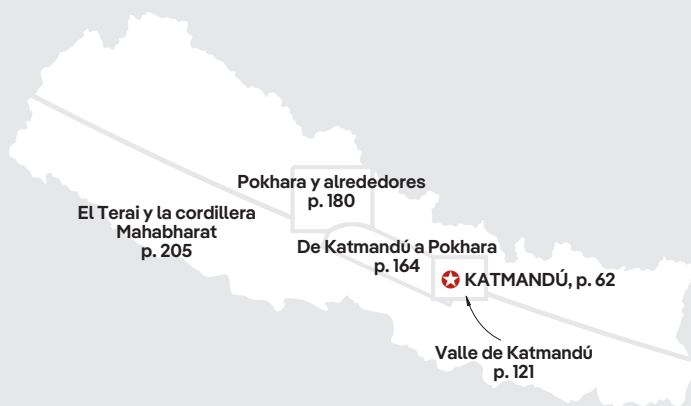 Pokhara y alrededores
p. 180
El Terai y la cordillera
Mahabharat
p. 205
De Katmandú a Pokhara
p. 164
KATMANDÚ, p. 62
Valle de Katmandú
p. 121